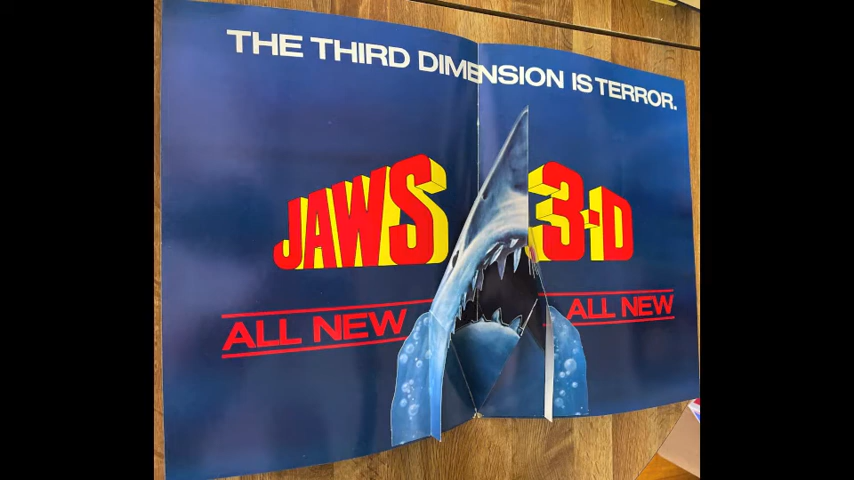 THE THIRD DIMENSION IS TERROR.
JAWS 3-D
ALL NEW ALL NEW